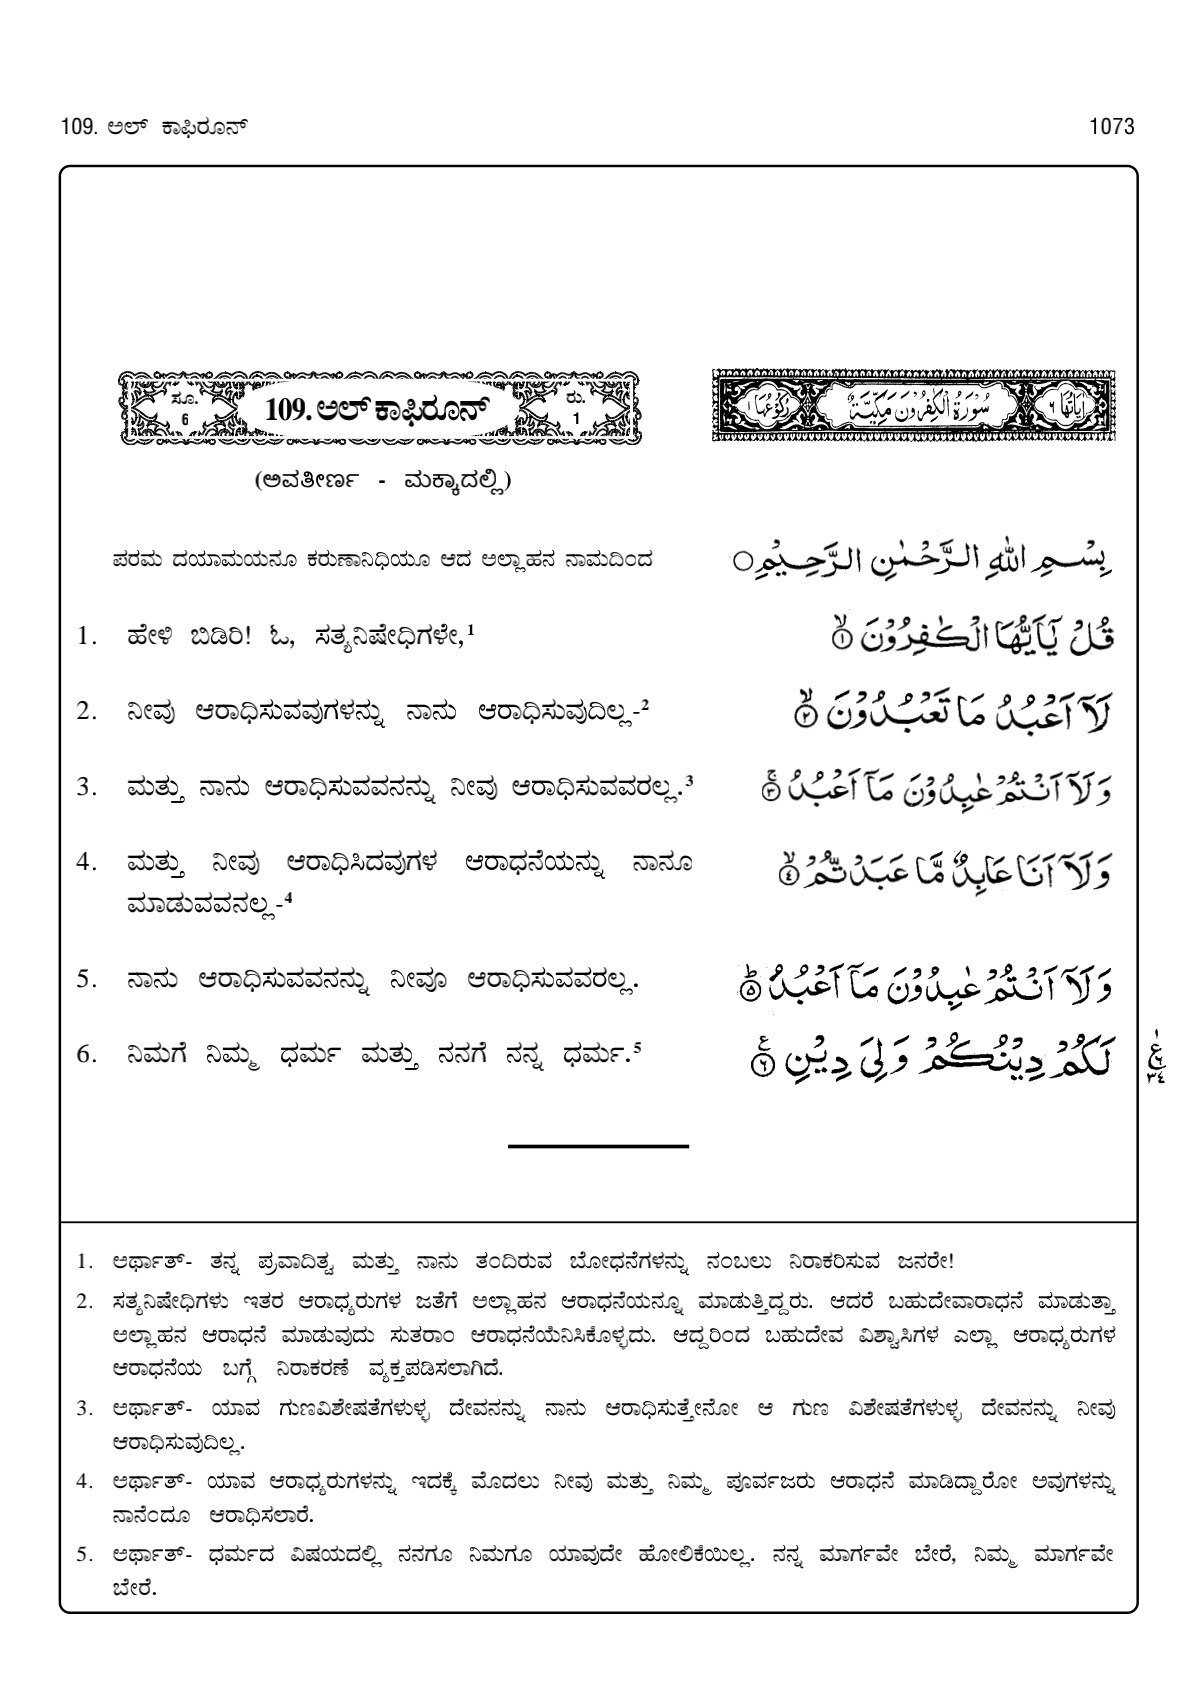 109. ಅಲ್ ಕಾಫಿರೂನ್
1073
ಸೂ.
6
109. ಅಲ್ ಕಾಫಿರೂನ್
ರು.
1
اٰیَاتُهَا ٦
سُوْرَةُ الْكٰفِرُوْنَ مَكِّیَّةٌ
رُكُوْعُهَا ١
(ಅವತೀರ್ಣ - ಮಕ್ಕಾದಲ್ಲಿ)
ಪರಮ ದಯಾಮಯನೂ ಕರುಣಾನಿಧಿಯೂ ಆದ ಅಲ್ಲಾಹನ ನಾಮದಿಂದ
بِسْمِ اللّٰهِ الرَّحْمٰنِ الرَّحِیْمِ○
1. ಹೇಳಿ ಬಿಡಿರಿ! ಓ, ಸತ್ಯನಿಷೇಧಿಗಳೇ,¹
قُلْ یٰۤاَیُّهَا الْكٰفِرُوْنَ ۙ﴿١﴾
2. ನೀವು ಆರಾಧಿಸುವವುಗಳನ್ನು ನಾನು ಆರಾಧಿಸುವುದಿಲ್ಲ-²
لَاۤ اَعْبُدُ مَا تَعْبُدُوْنَ ۙ﴿٢﴾
3. ಮತ್ತು ನಾನು ಆರಾಧಿಸುವವನನ್ನು ನೀವು ಆರಾಧಿಸುವವರಲ್ಲ.³
وَلَاۤ اَنْتُمْ عٰبِدُوْنَ مَاۤ اَعْبُدُ ۚ﴿٣﴾
4. ಮತ್ತು ನೀವು ಆರಾಧಿಸಿದವುಗಳ ಆರಾಧನೆಯನ್ನು ನಾನೂ
ಮಾಡುವವನಲ್ಲ-⁴
وَلَاۤ اَنَا عَابِدٌ مَّا عَبَدْتُّمْ ۙ﴿٤﴾
5. ನಾನು ಆರಾಧಿಸುವವನನ್ನು ನೀವೂ ಆರಾಧಿಸುವವರಲ್ಲ.
وَلَاۤ اَنْتُمْ عٰبِدُوْنَ مَاۤ اَعْبُدُ ؕ﴿٥﴾
6. ನಿಮಗೆ ನಿಮ್ಮ ಧರ್ಮ ಮತ್ತು ನನಗೆ ನನ್ನ ಧರ್ಮ.⁵
لَكُمْ دِیْنُكُمْ وَلِیَ دِیْنِ ﴿٦﴾ع
١
ع
٦
٣٤
1. ಅರ್ಥಾತ್- ತನ್ನ ಪ್ರವಾದಿತ್ವ ಮತ್ತು ನಾನು ತಂದಿರುವ ಬೋಧನೆಗಳನ್ನು ನಂಬಲು ನಿರಾಕರಿಸುವ ಜನರೇ!
2. ಸತ್ಯನಿಷೇಧಿಗಳು ಇತರ ಆರಾಧ್ಯರುಗಳ ಜತೆಗೆ ಅಲ್ಲಾಹನ ಆರಾಧನೆಯನ್ನೂ ಮಾಡುತ್ತಿದ್ದರು. ಆದರೆ ಬಹುದೇವಾರಾಧನೆ ಮಾಡುತ್ತಾ
ಅಲ್ಲಾಹನ ಆರಾಧನೆ ಮಾಡುವುದು ಸುತರಾಂ ಆರಾಧನೆಯೆನಿಸಿಕೊಳ್ಳದು. ಆದ್ದರಿಂದ ಬಹುದೇವ ವಿಶ್ವಾಸಿಗಳ ಎಲ್ಲಾ ಆರಾಧ್ಯರುಗಳ
ಆರಾಧನೆಯ ಬಗ್ಗೆ ನಿರಾಕರಣೆ ವ್ಯಕ್ತಪಡಿಸಲಾಗಿದೆ.
3. ಅರ್ಥಾತ್- ಯಾವ ಗುಣವಿಶೇಷತೆಗಳುಳ್ಳ ದೇವನನ್ನು ನಾನು ಆರಾಧಿಸುತ್ತೇನೋ ಆ ಗುಣ ವಿಶೇಷತೆಗಳುಳ್ಳ ದೇವನನ್ನು ನೀವು
ಆರಾಧಿಸುವುದಿಲ್ಲ.
4. ಅರ್ಥಾತ್- ಯಾವ ಆರಾಧ್ಯರುಗಳನ್ನು ಇದಕ್ಕೆ ಮೊದಲು ನೀವು ಮತ್ತು ನಿಮ್ಮ ಪೂರ್ವಜರು ಆರಾಧನೆ ಮಾಡಿದ್ದಾರೋ ಅವುಗಳನ್ನು
ನಾನೆಂದೂ ಆರಾಧಿಸಲಾರೆ.
5. ಅರ್ಥಾತ್- ಧರ್ಮದ ವಿಷಯದಲ್ಲಿ ನನಗೂ ನಿಮಗೂ ಯಾವುದೇ ಹೋಲಿಕೆಯಿಲ್ಲ. ನನ್ನ ಮಾರ್ಗವೇ ಬೇರೆ, ನಿಮ್ಮ ಮಾರ್ಗವೇ
ಬೇರೆ.